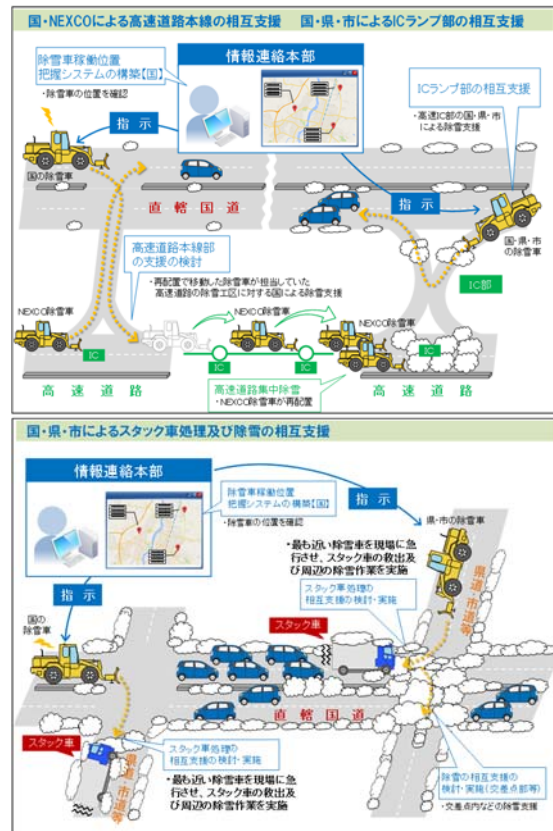 国・NEXCOによる高速道路本線の相互支援
国・県・市によるICランプ部の相互支援
除雪車稼働位置
把握システムの構築【国】
・除雪車の位置を確認
情報連絡本部
指示
国の除雪車
ICランプ部の相互支援
・高速IC部の国・県・市
による除雪支援
指示
直轄国道
国・県・市
の除雪車
高速道路本線部
の支援の検討
・再配置で移動した除雪車が担当していた
高速道路の除雪工区に対する国による除雪支援
IC部
NEXCO除雪車
NEXCO除雪車
NEXCO除雪車
IC
IC
IC
IC
高速道路
高速道路集中除雪
・NEXCO除雪車が再配置
高速道路
国・県・市によるスタック車処理及び除雪の相互支援
情報連絡本部
除雪車稼働位置
把握システムの構築【国】
・除雪車の位置を確認
指示
県・市の除雪車
・最も近い除雪車を現場に急
行させ、スタック車の救出及
び周辺の除雪作業を実施
県道・市道等
指示
国の
除雪車
スタック車処理の
相互支援の検討・実施
スタック車
直轄国道
スタック車
県道・市道等
スタック車処理の
相互支援の検討・実施
・最も近い除雪車を現場に急
行させ、スタック車の救出及
び周辺の除雪作業を実施
除雪の相互支援の
検討・実施(交差点部等)
・交差点内などの除雪支援